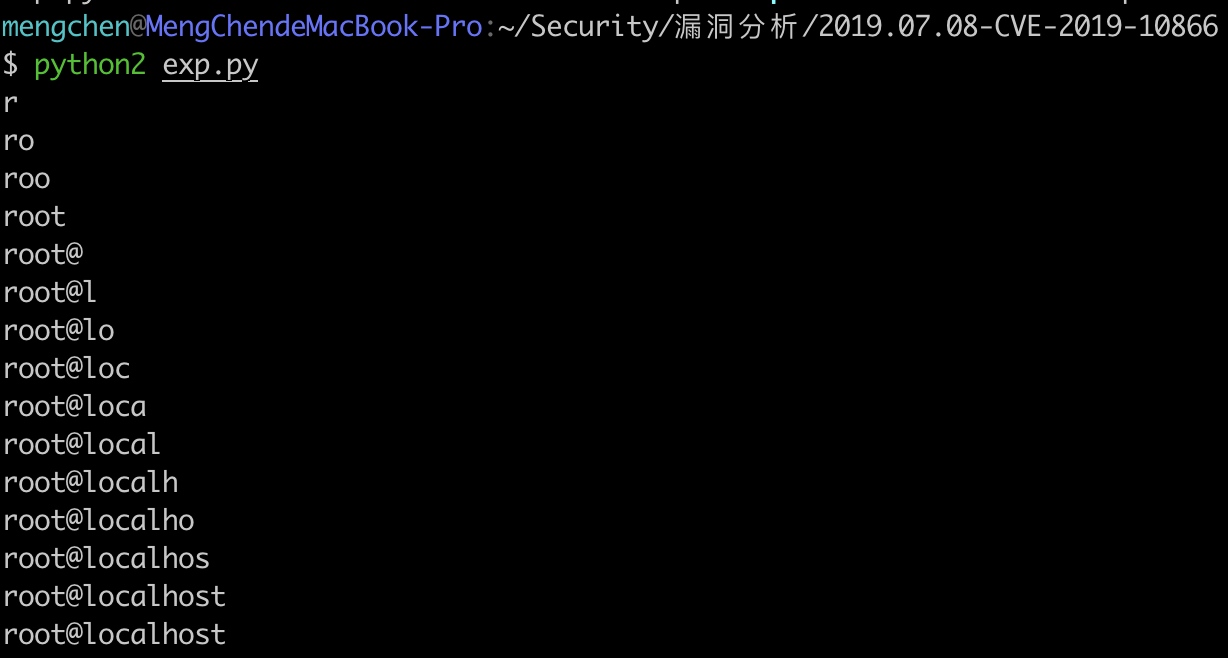 mengchen@MengChendeMacBook-Pro:~/Security/漏洞分析/2019.07.08-CVE-2019-10866
$ python2 exp.py
r
ro
roo
root
root@
root@l
root@lo
root@loc
root@loca
root@local
root@localh
root@localho
root@localhos
root@localhost
root@localhost